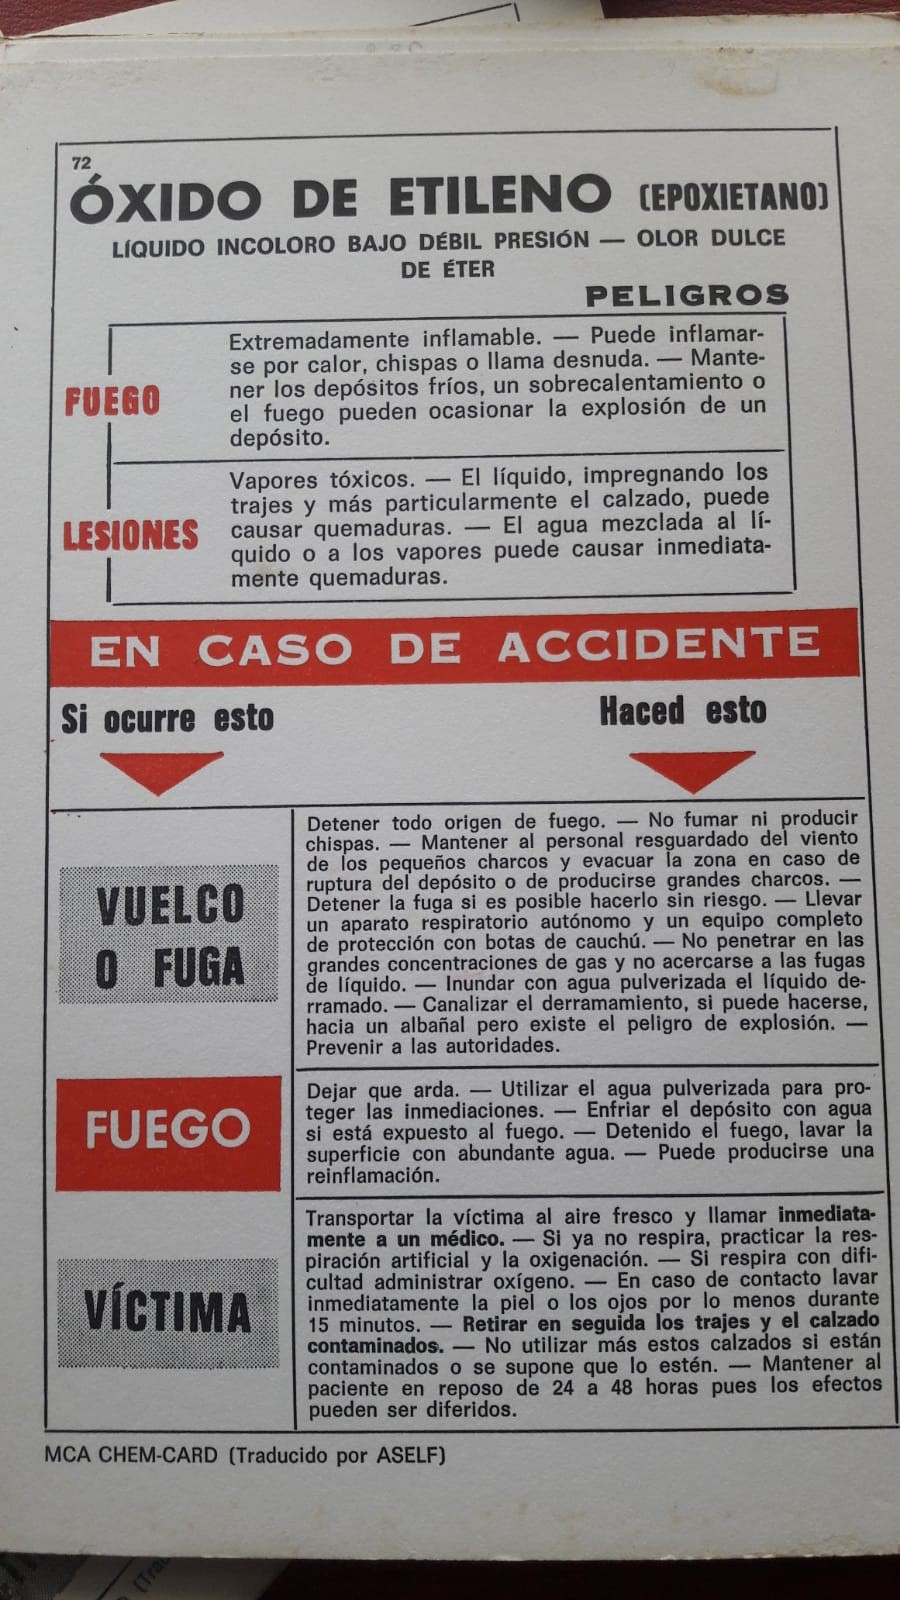 72
ÓXIDO DE ETILENO (EPOXIETANO)
LÍQUIDO INCOLORO BAJO DÉBIL PRESIÓN — OLOR DULCE
DE ÉTER
PELIGROS
FUEGO
Extremadamente inflamable. — Puede inflamar-
se por calor, chispas o llama desnuda. — Mante-
ner los depósitos fríos, un sobrecalentamiento o
el fuego pueden ocasionar la explosión de un
depósito.
LESIONES
Vapores tóxicos. — El líquido, impregnando los
trajes y más particularmente el calzado, puede
causar quemaduras. — El agua mezclada al lí-
quido o a los vapores puede causar inmediata-
mente quemaduras.
EN CASO DE ACCIDENTE
Si ocurre esto
Haced esto
VUELCO
O FUGA
Detener todo origen de fuego. — No fumar ni producir
chispas. — Mantener al personal resguardado del viento
de los pequeños charcos y evacuar la zona en caso de
ruptura del depósito o de producirse grandes charcos. —
Detener la fuga si es posible hacerlo sin riesgo. — Llevar
un aparato respiratorio autónomo y un equipo completo
de protección con botas de cauchú. — No penetrar en las
grandes concentraciones de gas y no acercarse a las fugas
de líquido. — Inundar con agua pulverizada el líquido de-
rramado. — Canalizar el derramamiento, si puede hacerse,
hacia un albañal pero existe el peligro de explosión. —
Prevenir a las autoridades.
FUEGO
Dejar que arda. — Utilizar el agua pulverizada para pro-
teger las inmediaciones. — Enfriar el depósito con agua
si está expuesto al fuego. — Detenido el fuego, lavar la
superficie con abundante agua. — Puede producirse una
reinflamación.
VÍCTIMA
Transportar la víctima al aire fresco y llamar inmediata-
mente a un médico. — Si ya no respira, practicar la res-
piración artificial y la oxigenación. — Si respira con difi-
cultad administrar oxígeno. — En caso de contacto lavar
inmediatamente la piel o los ojos por lo menos durante
15 minutos. — Retirar en seguida los trajes y el calzado
contaminados. — No utilizar más estos calzados si están
contaminados o se supone que lo estén. — Mantener al
paciente en reposo de 24 a 48 horas pues los efectos
pueden ser diferidos.
MCA CHEM-CARD (Traducido por ASELF)